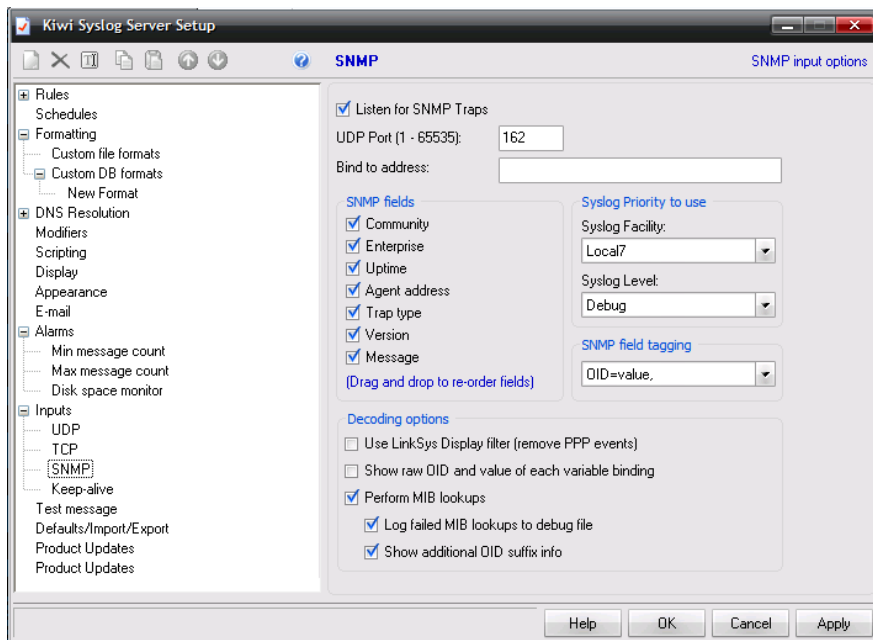 Kiwi Syslog Server Setup
SNMP
SNMP input options
Rules
Schedules
Formatting
Custom file formats
Custom DB formats
New Format
DNS Resolution
Modifiers
Scripting
Display
Appearance
E-mail
Alarms
Min message count
Max message count
Disk space monitor
Inputs
UDP
TCP
SNMP
Keep-alive
Test message
Defaults/Import/Export
Product Updates
Product Updates
Listen for SNMP Traps
UDP Port (1 - 65535): 162
Bind to address:
SNMP fields
Community
Enterprise
Uptime
Agent address
Trap type
Version
Message
(Drag and drop to re-order fields)
Syslog Priority to use
Syslog Facility:
Local7
Syslog Level:
Debug
SNMP field tagging
OID=value,
Decoding options
Use LinkSys Display filter (remove PPP events)
Show raw OID and value of each variable binding
Perform MIB lookups
Log failed MIB lookups to debug file
Show additional OID suffix info
Help OK Cancel Apply